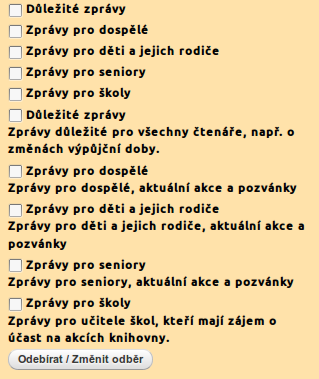 Důležité zprávy
Zprávy pro dospělé
Zprávy pro děti a jejich rodiče
Zprávy pro seniory
Zprávy pro školy
Důležité zprávy
Zprávy důležité pro všechny čtenáře, např. o
změnách výpůjční doby.
Zprávy pro dospělé
Zprávy pro dospělé, aktuální akce a pozvánky
Zprávy pro děti a jejich rodiče
Zprávy pro děti a jejich rodiče, aktuální akce a
pozvánky
Zprávy pro seniory
Zprávy pro seniory, aktuální akce a pozvánky
Zprávy pro školy
Zprávy pro učitele škol, kteří mají zájem o
účast na akcích knihovny.
Odebírat / Změnit odběr